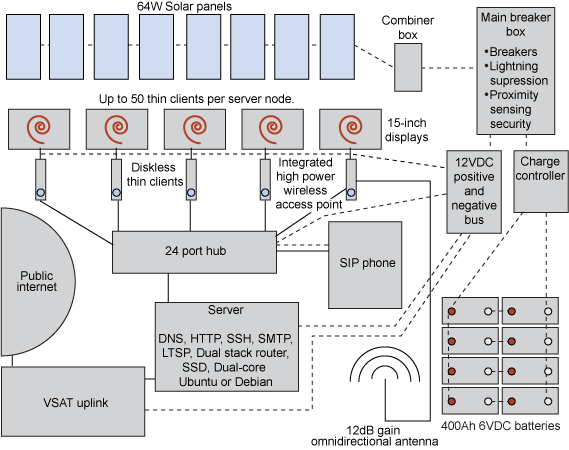 64W Solar panels
Combiner
box
Main breaker
box
•Breakers
•Lightning
supression
•Proximity
sensing
security
Up to 50 thin clients per server node.
15-inch
displays
Diskless
thin clients
Integrated
high power
wireless
access point
12VDC
positive
and
negative
bus
Charge
controller
24 port hub
SIP phone
Public
internet
Server
DNS, HTTP, SSH, SMTP,
LTSP, Dual stack router,
SSD, Dual-core
Ubuntu or Debian
VSAT uplink
12dB gain
omnidirectional antenna
400Ah 6VDC batteries